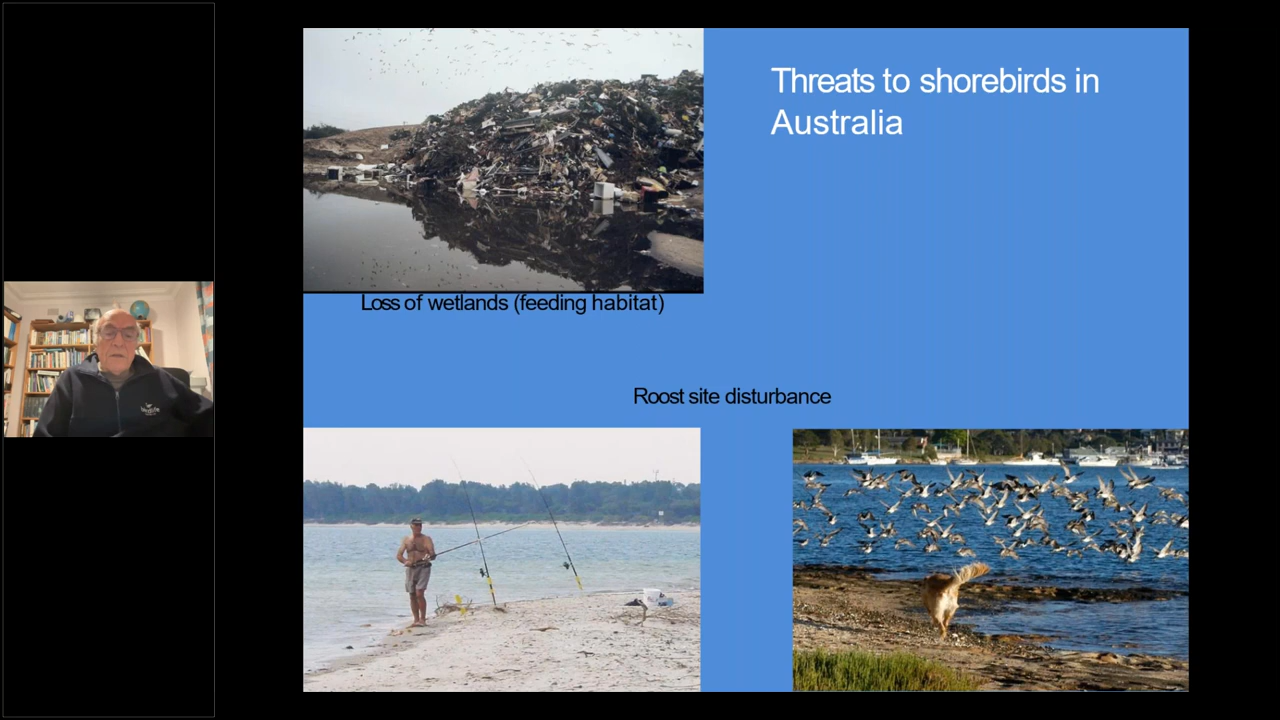 Threats to shorebirds in
Australia
Loss of wetlands (feeding habitat)
Roost site disturbance